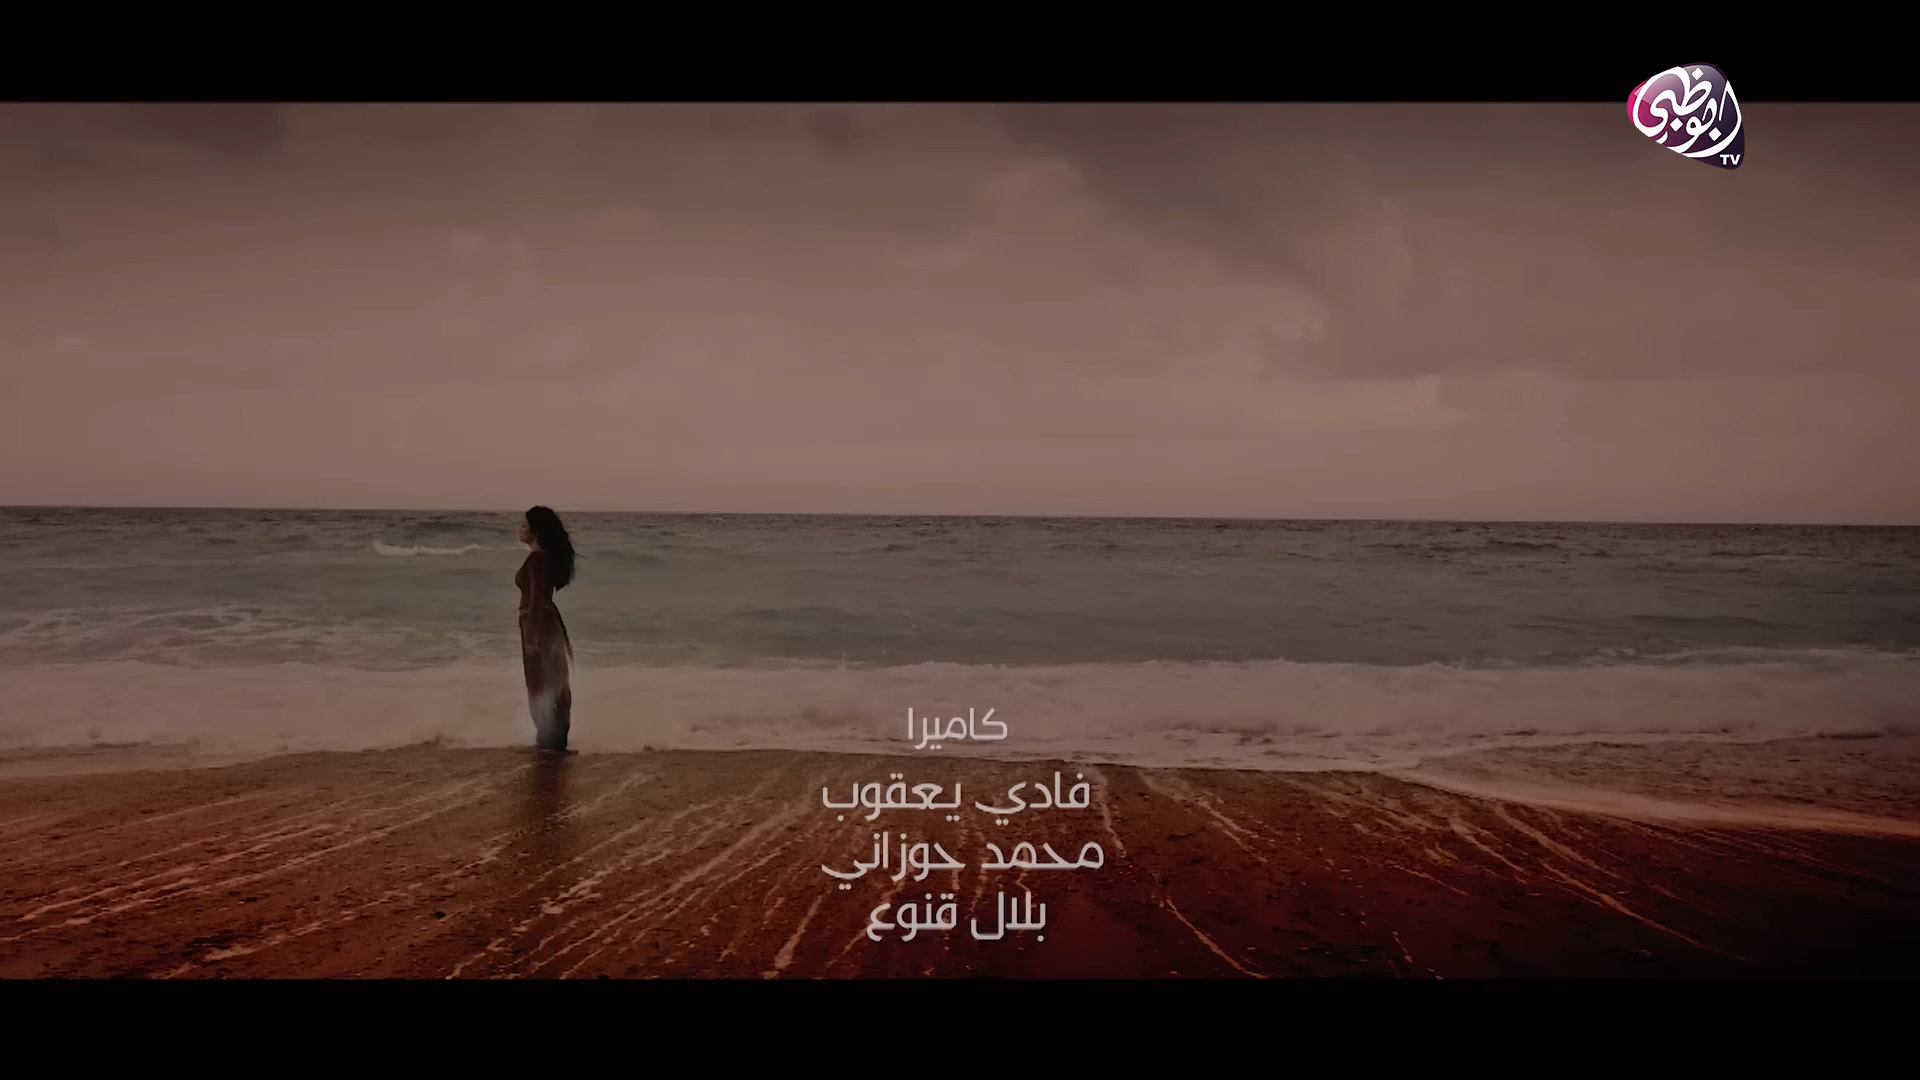 أبوظبي
TV
كاميرا
فادي يعقوب
محمد حوزاني
بلال قنوع